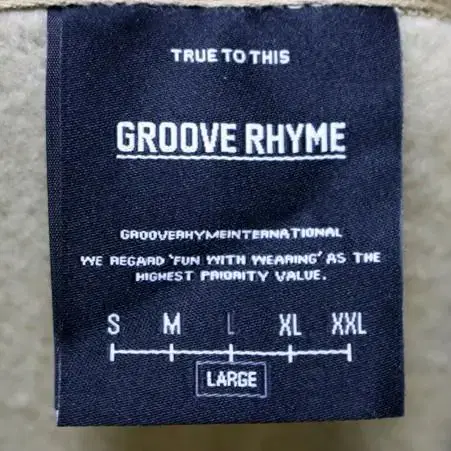 TRUE TO THIS
GROOVE RHYME
GROOVERHYMEINTERNATIONAL
WE REGARD 'FUN WITH WEARING' AS THE
HIGHEST PRIORITY VALUE.
S M L XL XXL
LARGE